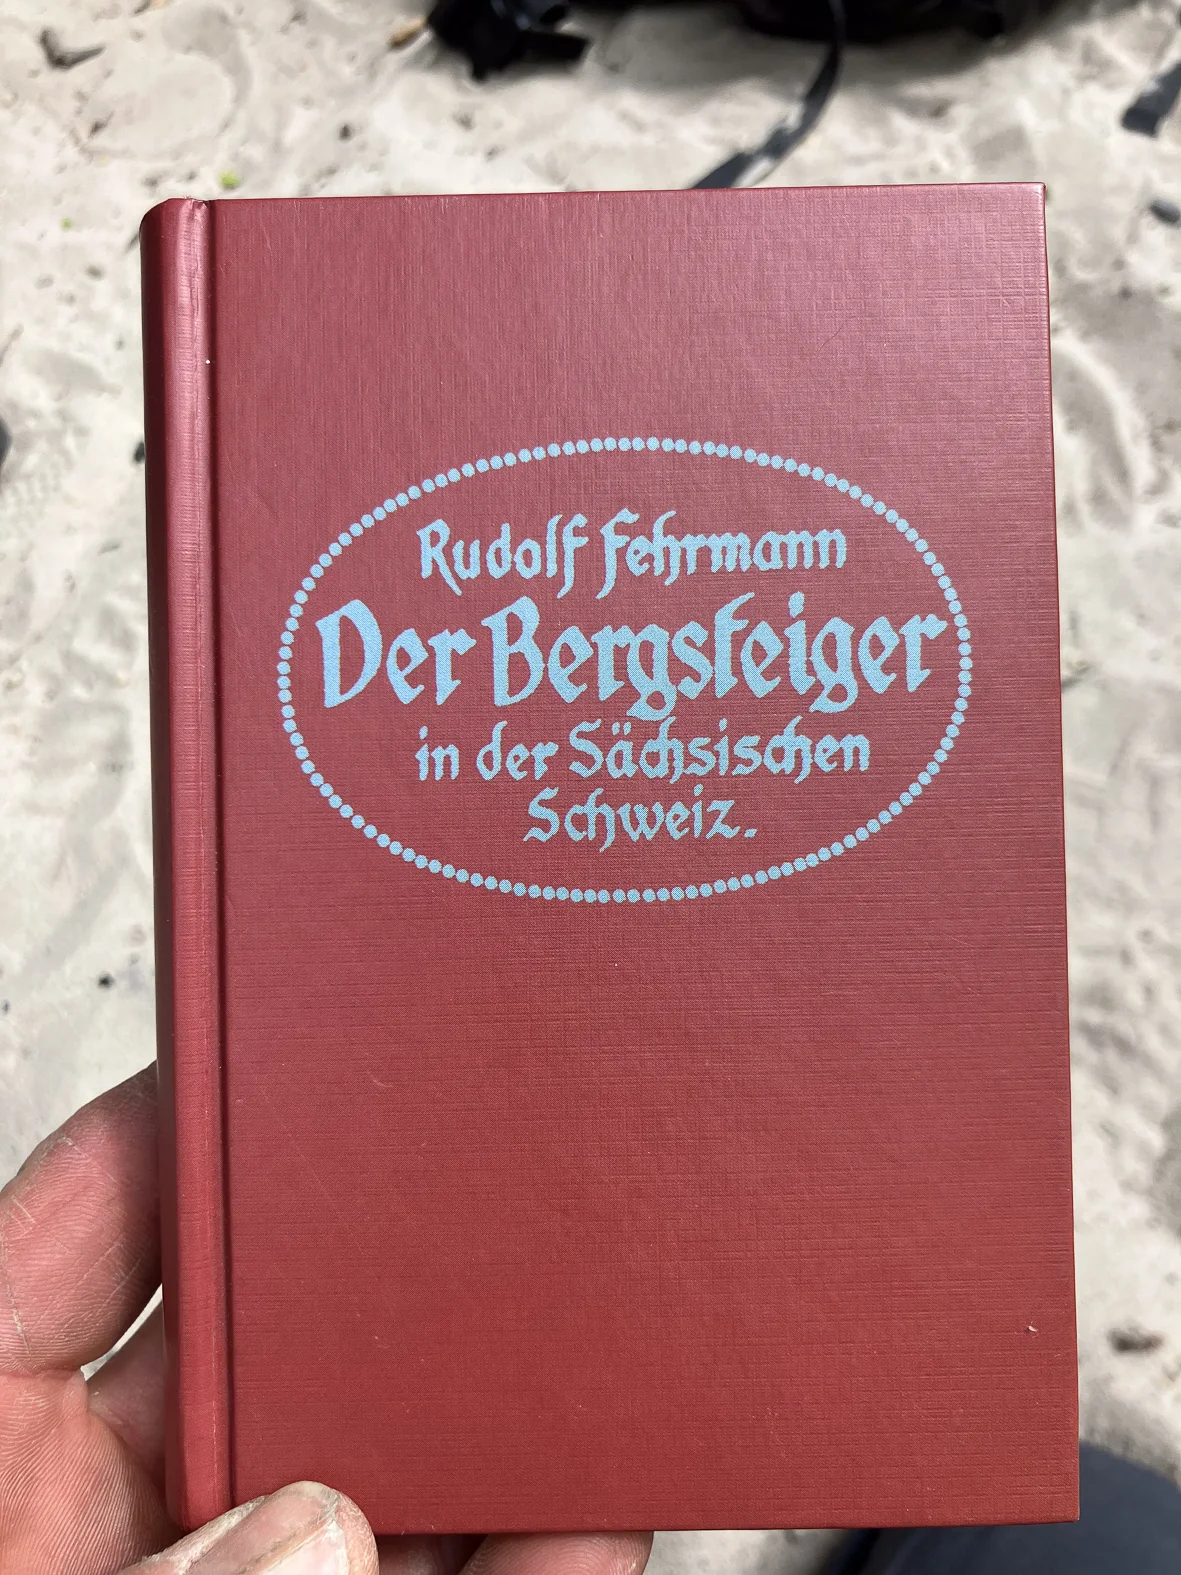 Rudolf Fehrmann
Der Bergsteiger
in der Sächsischen
Schweiz.